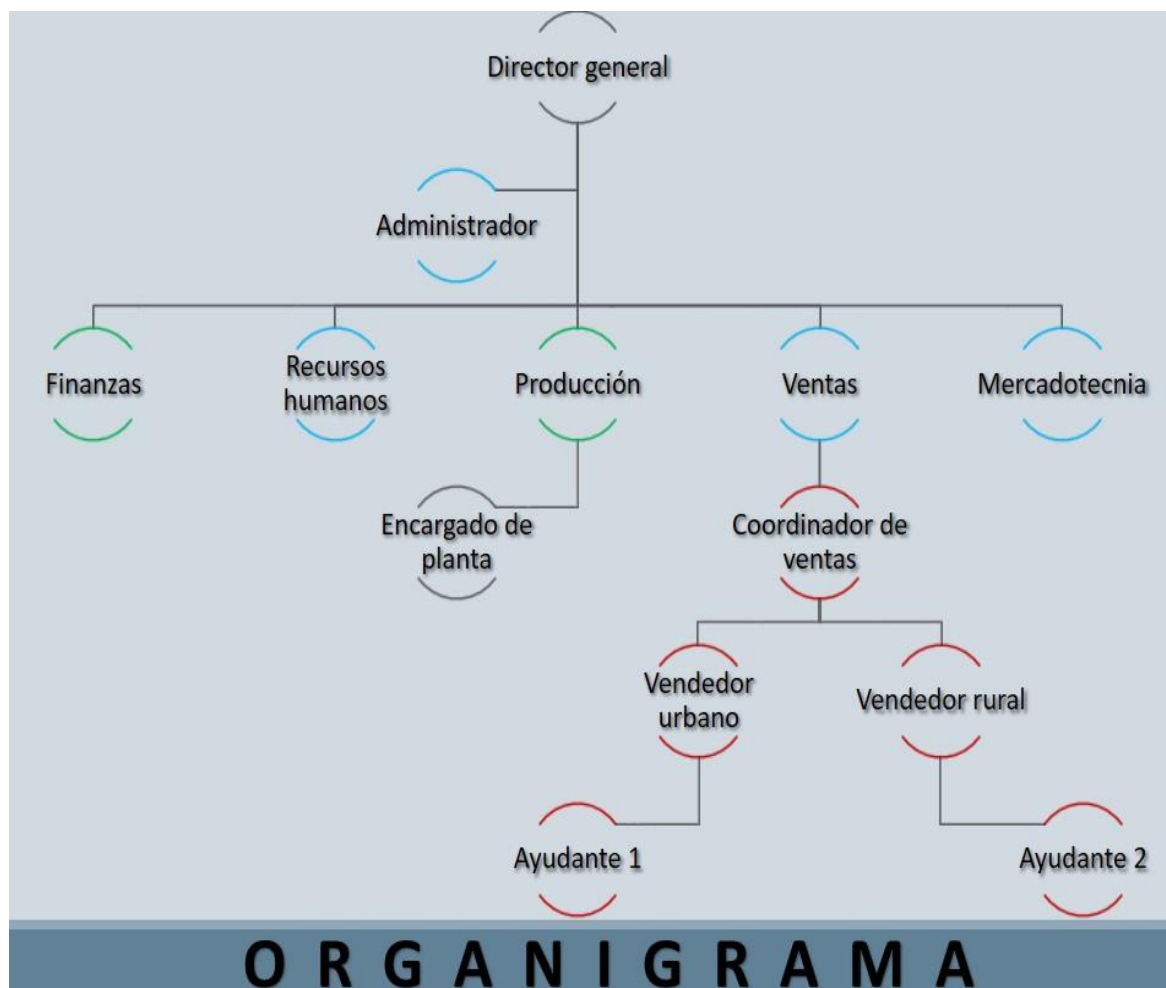 Director general
Administrador
Finanzas
Recursos
humanos
Producción
Ventas
Mercadotecnia
Encargado de
planta
Coordinador de
ventas
Vendedor
urbano
Vendedor rural
Ayudante 1
Ayudante 2
ORGANIGRAMA